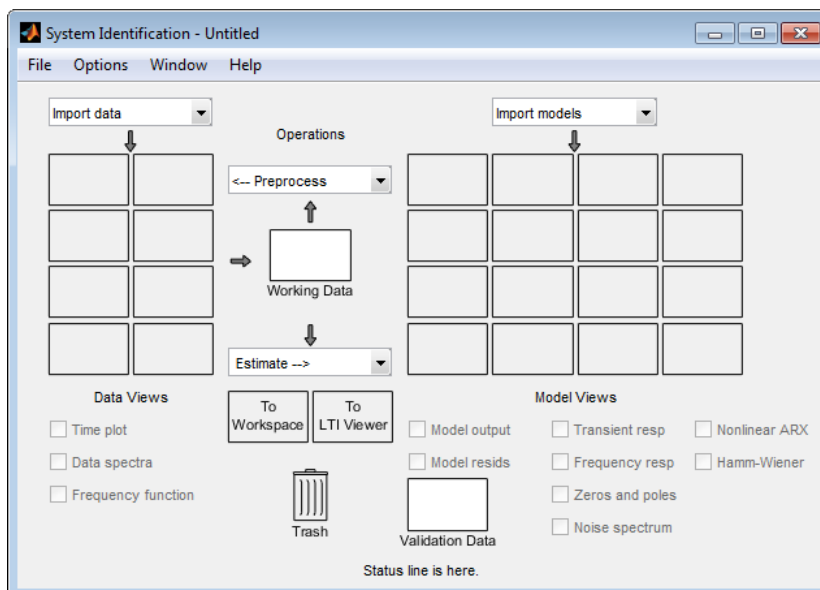 System Identification - Untitled
File Options Window Help
Import data
Import models
Operations
<-- Preprocess
Working Data
Estimate -->
Data Views
Model Views
To Workspace
To LTI Viewer
Time plot
Data spectra
Frequency function
Model output
Model resids
Transient resp
Frequency resp
Zeros and poles
Noise spectrum
Nonlinear ARX
Hamm-Wiener
Trash
Validation Data
Status line is here.